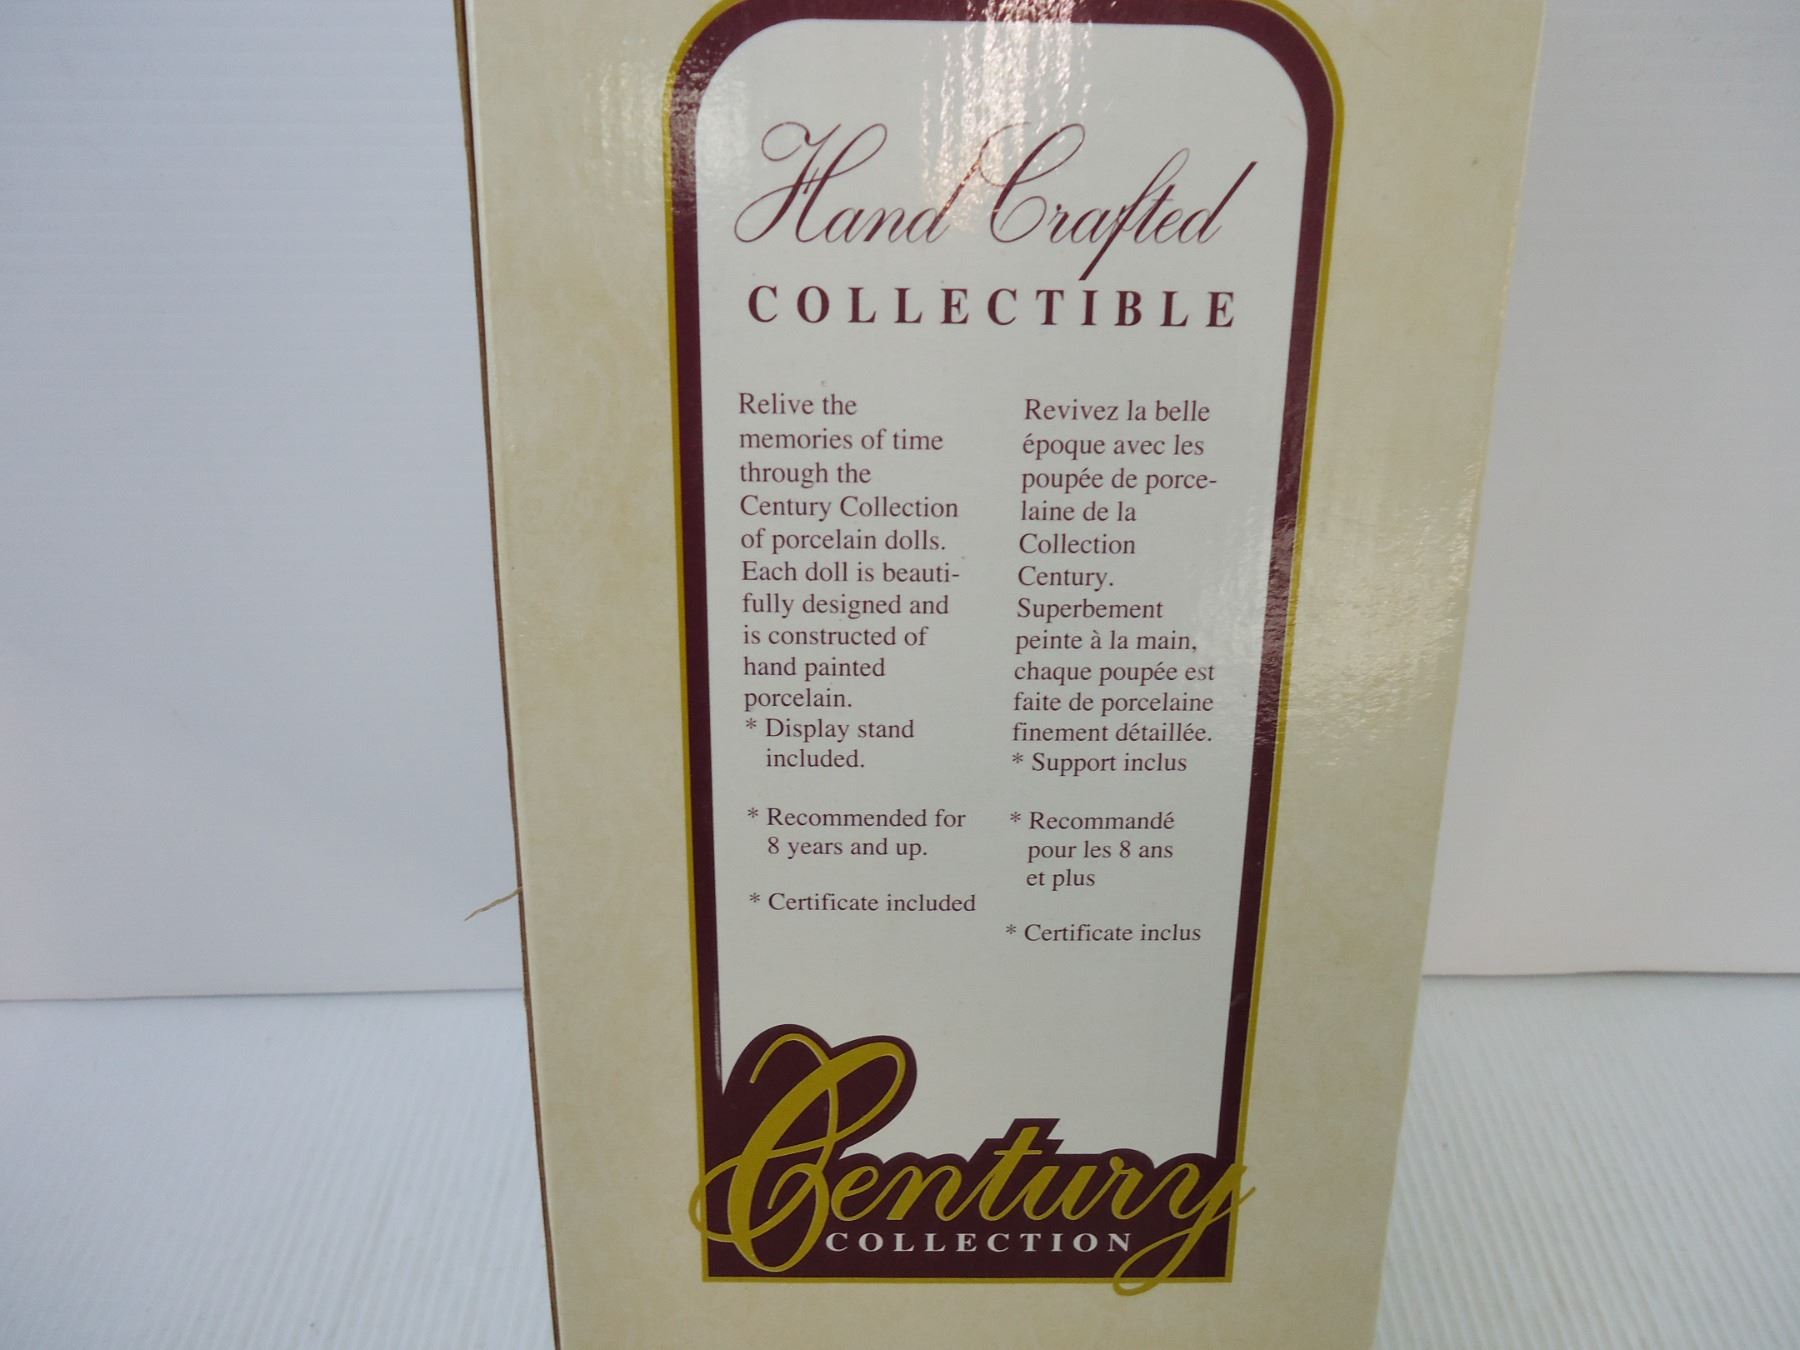 Hand Crafted
COLLECTIBLE
Relive the
memories of time
through the
Century Collection
of porcelain dolls.
Each doll is beauti-
fully designed and
is constructed of
hand painted
porcelain.
* Display stand
included.
* Recommended for
8 years and up.
* Certificate included
Revivez la belle
époque avec les
poupée de porce-
laine de la
Collection
Century.
Superbement
peinte à la main,
chaque poupée est
faite de porcelaine
finement détaillée.
* Support inclus
* Recommandé
pour les 8 ans
et plus
* Certificate inclus
Century
COLLECTION